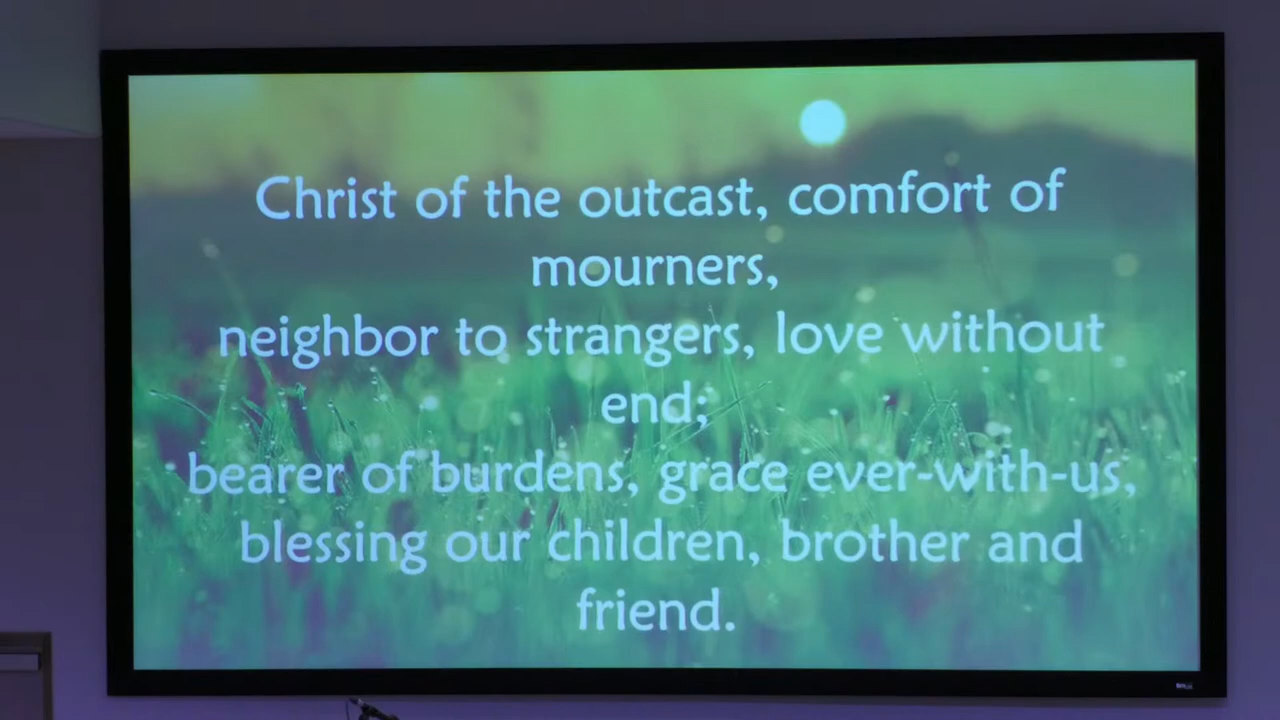 Christ of the outcast, comfort of
mourners,
neighbor to strangers, love without
end;
bearer of burdens, grace ever-with-us,
blessing our children, brother and
friend.